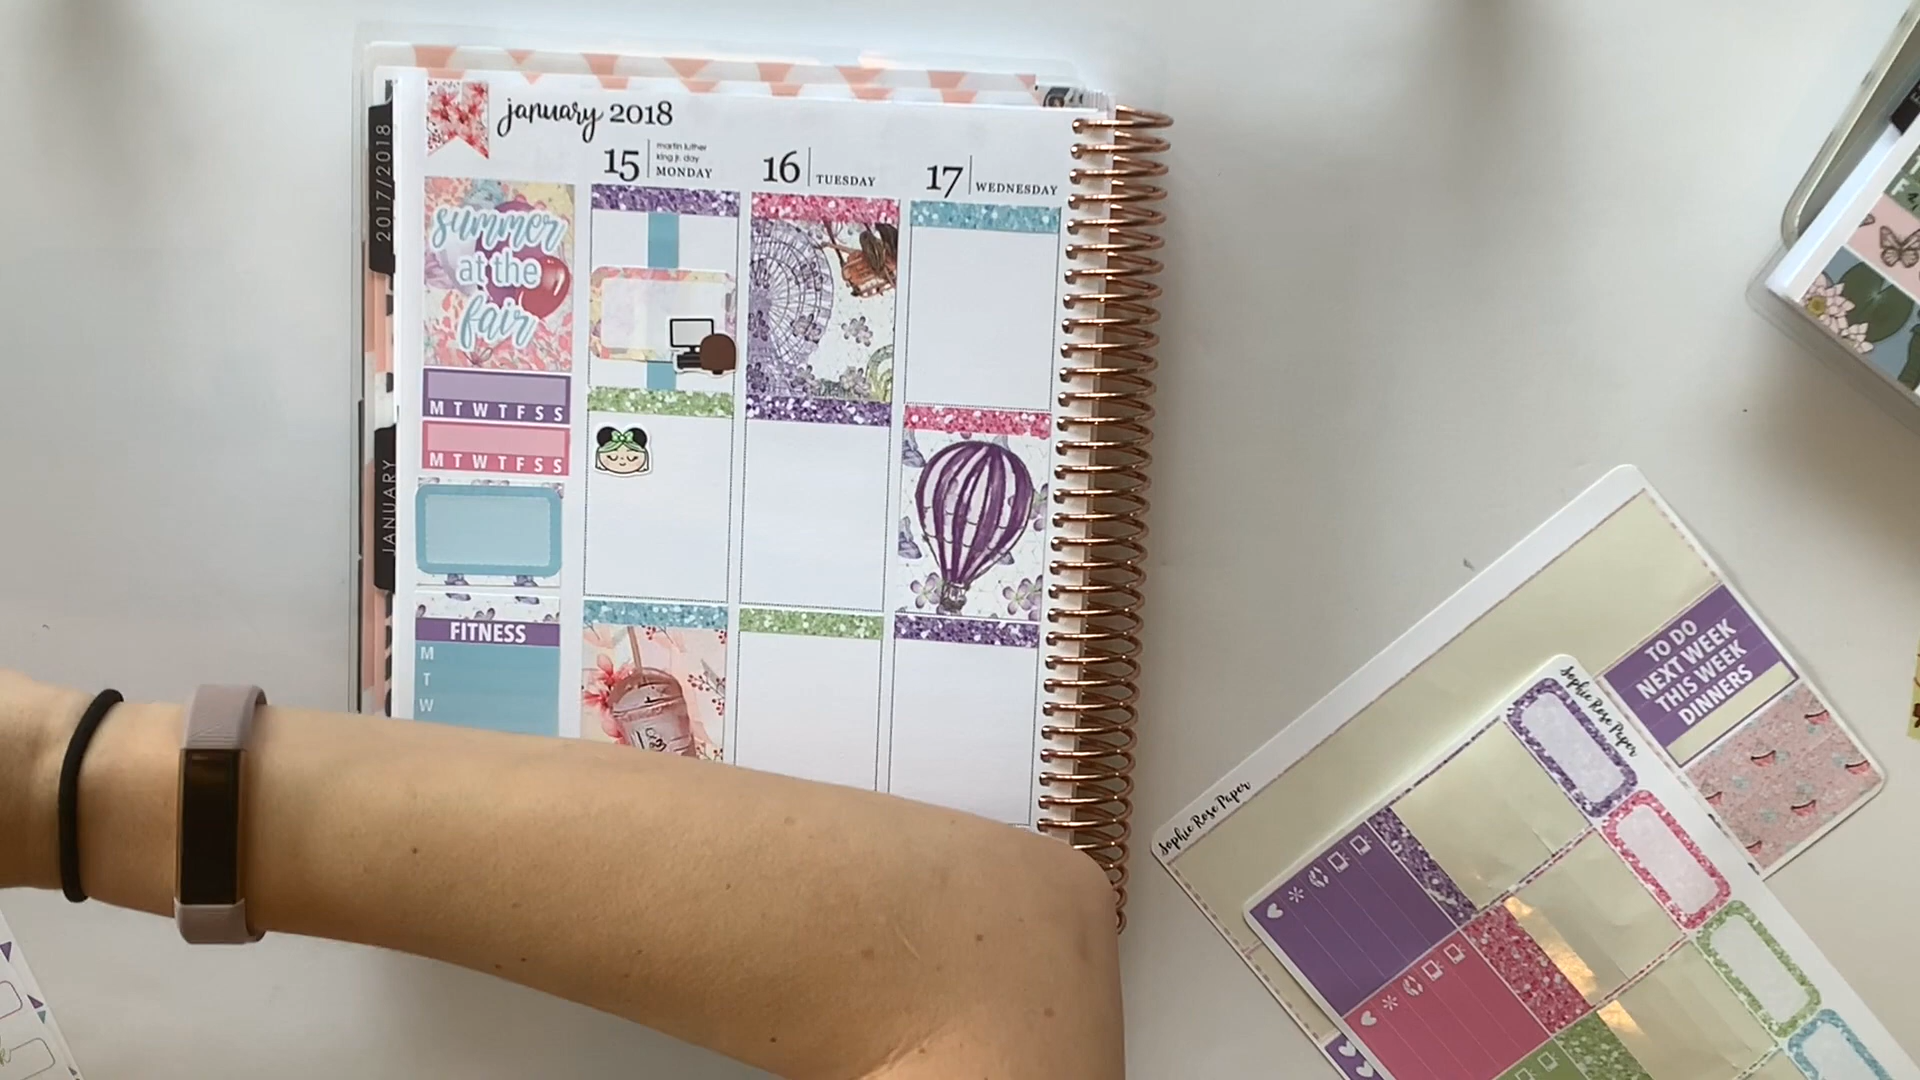 january 2018
15
martin luther
king jr. day
MONDAY
16 TUESDAY
17 WEDNESDAY
2017/2018
JANUARY
summer
at the
fair
M T W T F S S
M T W T F S S
FITNESS
M
T
W
TO DO
NEXT WEEK
THIS WEEK
DINNERS
Sophie Rose Paper
Sophie Rose Paper